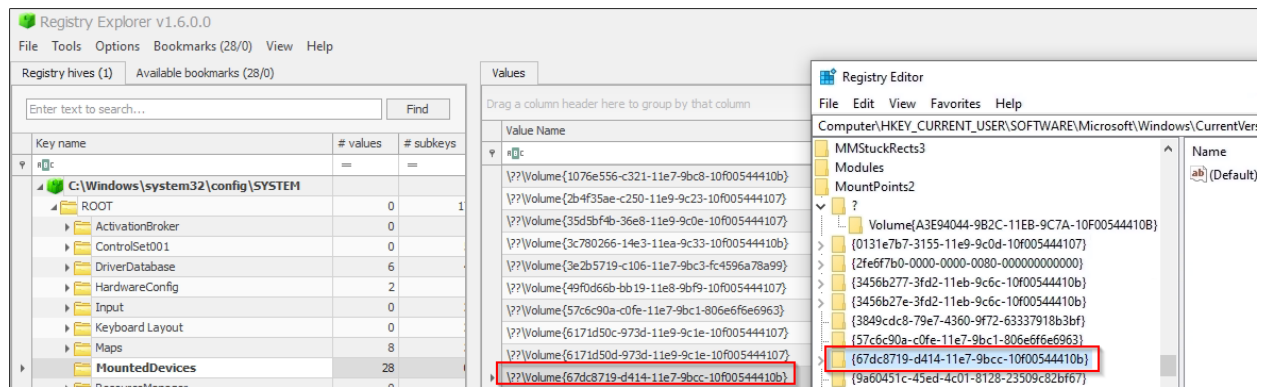 Registry Explorer v1.6.0.0
File Tools Options Bookmarks (28/0) View Help
Registry hives (1) Available bookmarks (28/0)
Enter text to search... Find
Key name # values # subkeys
C:\Windows\system32\config\SYSTEM
ROOT 0
ActivationBroker 0
ControlSet001 0
DriverDatabase 6
HardwareConfig 2
Input 0
Keyboard Layout 0
Maps 8
MountedDevices 28
Values
Drag a column header here to group by that column
Value Name
\??\Volume{1076e556-c321-11e7-9bc8-10f00544410b}
\??\Volume{2b4f35ae-c250-11e9-9c23-10f005444107}
\??\Volume{35d5bf4b-36e8-11e9-9c0e-10f005444107}
\??\Volume{3c780266-14e3-11ea-9c33-10f00544410b}
\??\Volume{3e2b5719-c106-11e7-9bc3-fc4596a78a99}
\??\Volume{49f0d66b-bb19-11e8-9bf9-10f005444107}
\??\Volume{57c6c90a-c0fe-11e7-9bc1-806e6f6e6963}
\??\Volume{6171d50c-973d-11e9-9c1e-10f005444107}
\??\Volume{6171d50d-973d-11e9-9c1e-10f005444107}
\??\Volume{67dc8719-d414-11e7-9bcc-10f00544410b}
Registry Editor
File Edit View Favorites Help
Computer\HKEY_CURRENT_USER\SOFTWARE\Microsoft\Windows\CurrentVers
MMStuckRects3
Modules
MountPoints2
?
Volume{A3E94044-9B2C-11EB-9C7A-10F00544410B}
{0131e7b7-3155-11e9-9c0d-10f005444107}
{2fe6f7b0-0000-0000-0080-000000000000}
{3456b277-3fd2-11eb-9c6c-10f00544410b}
{3456b27e-3fd2-11eb-9c6c-10f00544410b}
{3849cdc8-79e7-4360-9f72-63337918b3bf}
{57c6c90a-c0fe-11e7-9bc1-806e6f6e6963}
{67dc8719-d414-11e7-9bcc-10f00544410b}
{9a60451c-45ed-4c01-8128-23509c82bf67}
Name
(Default)